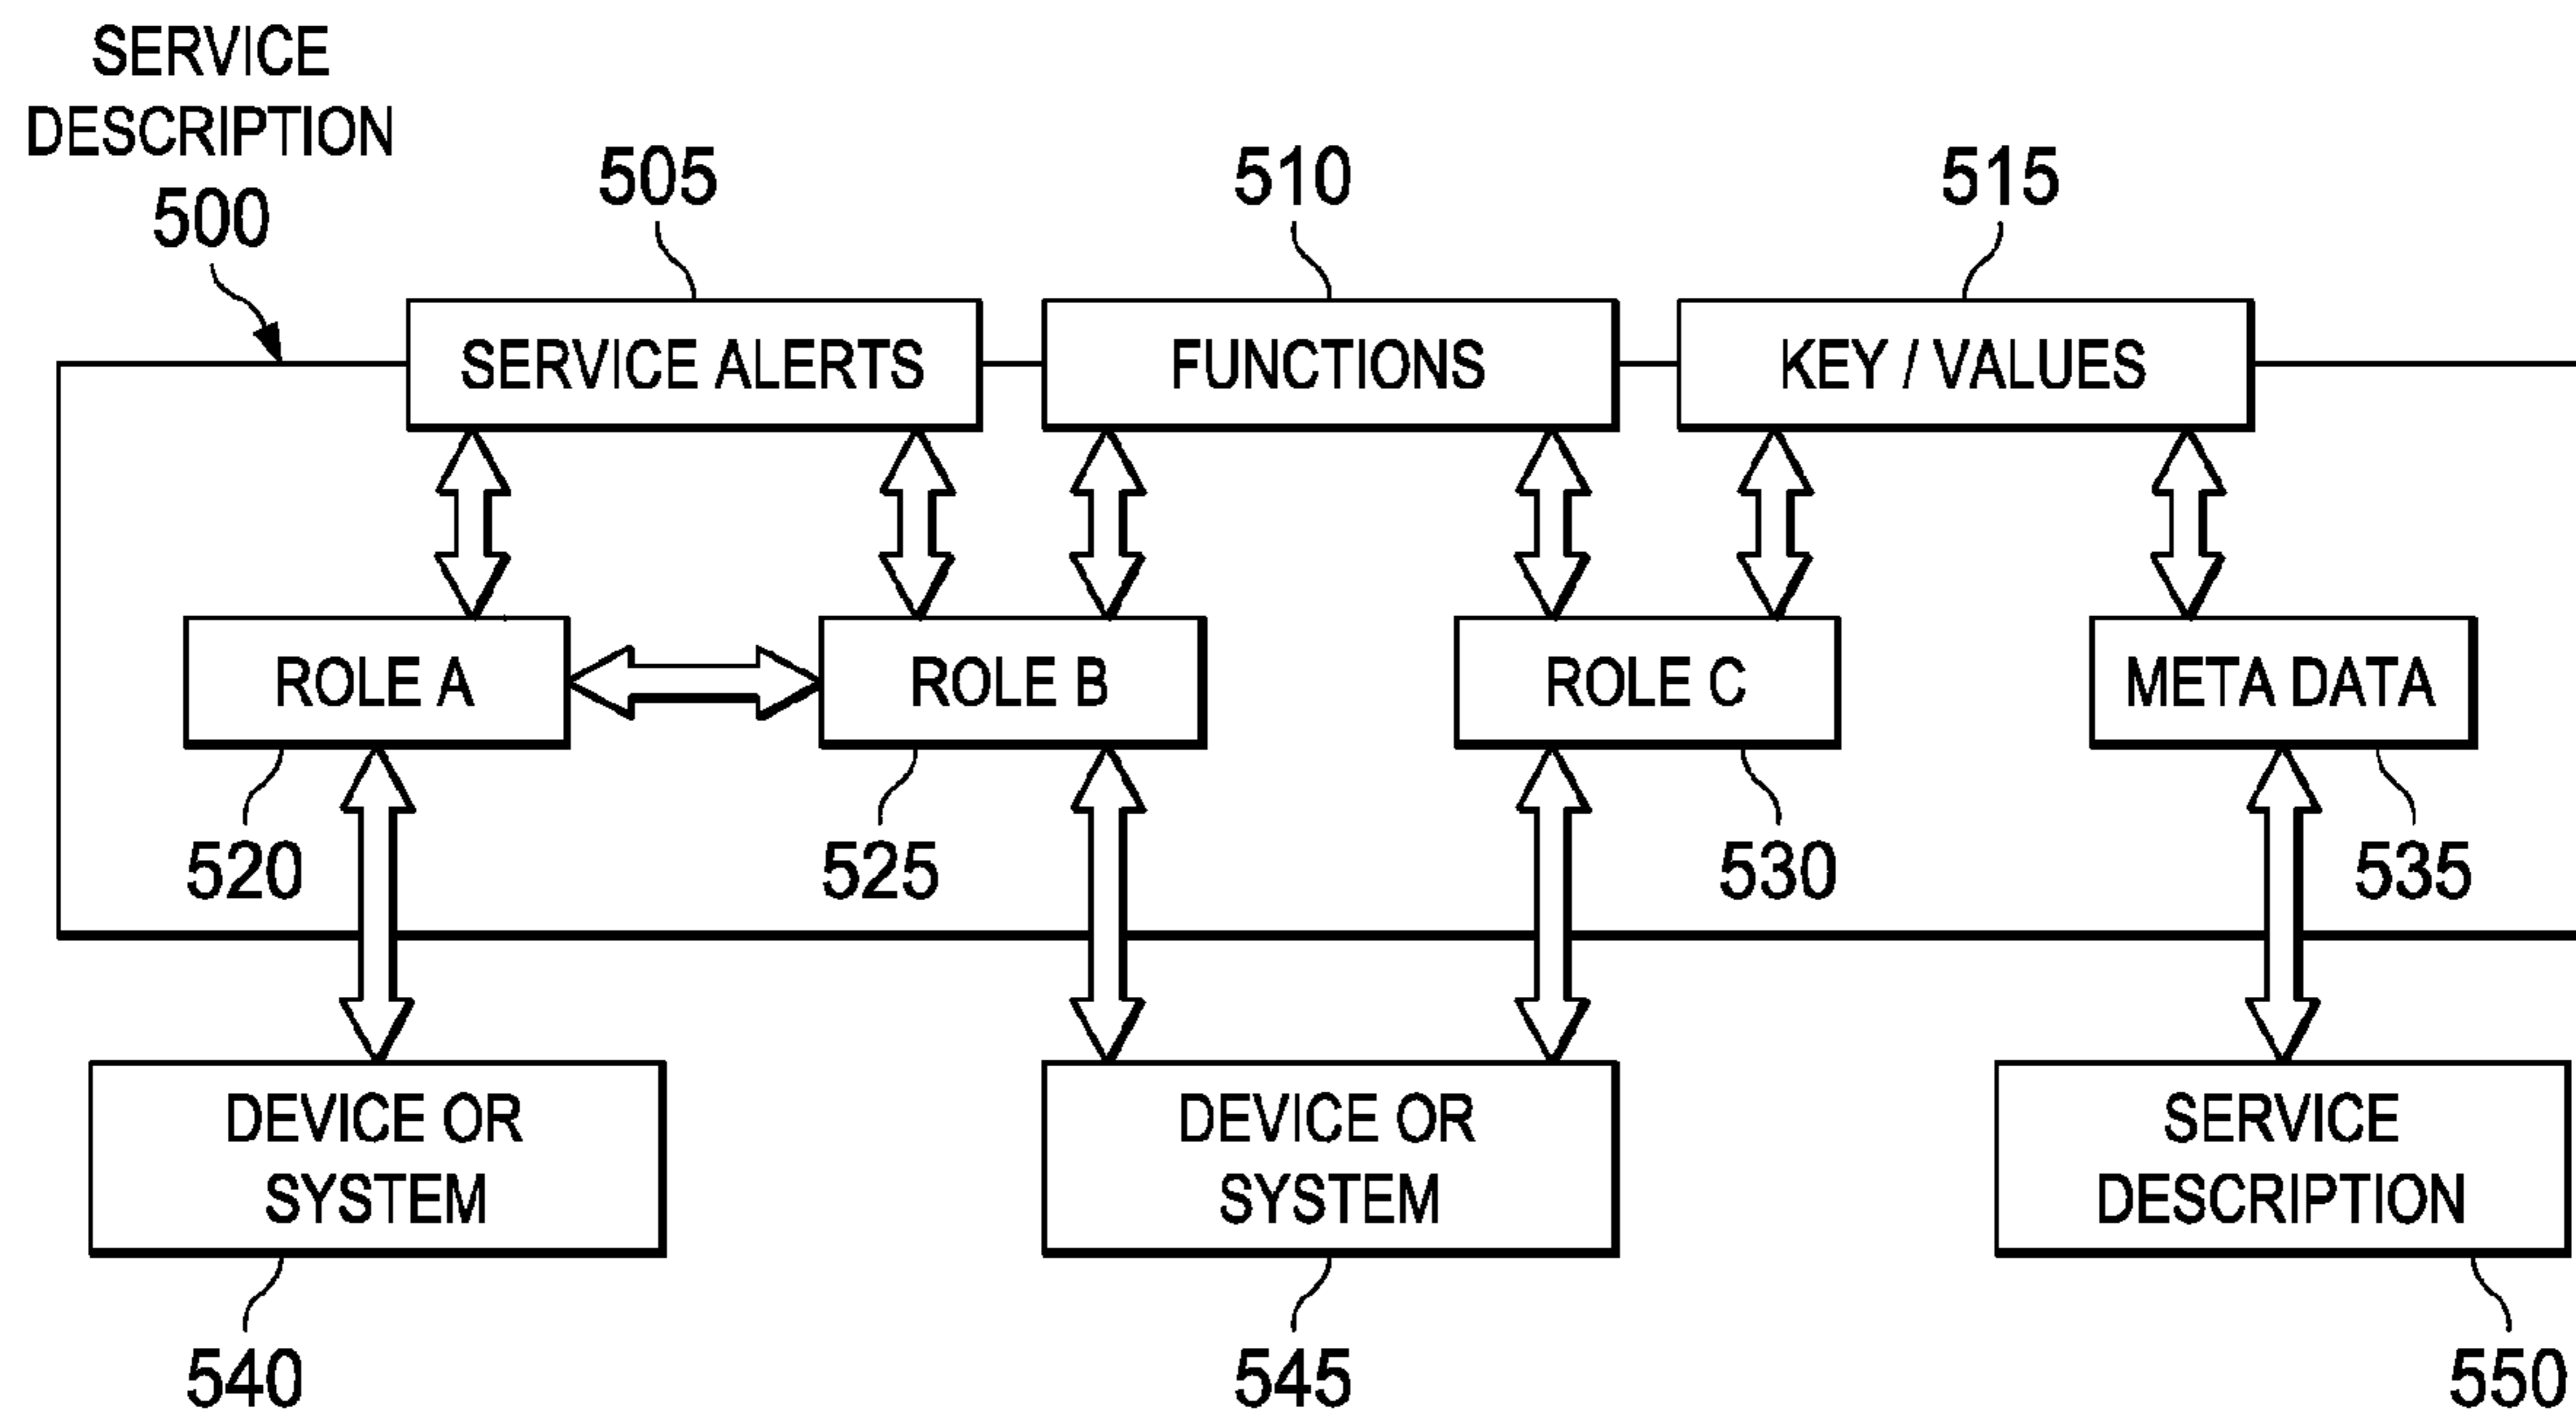 SERVICE
DESCRIPTION
500
505
510
515
SERVICE ALERTS
FUNCTIONS
KEY / VALUES
ROLE A
ROLE B
ROLE C
META DATA
520
525
530
535
DEVICE OR
SYSTEM
DEVICE OR
SYSTEM
SERVICE
DESCRIPTION
540
545
550